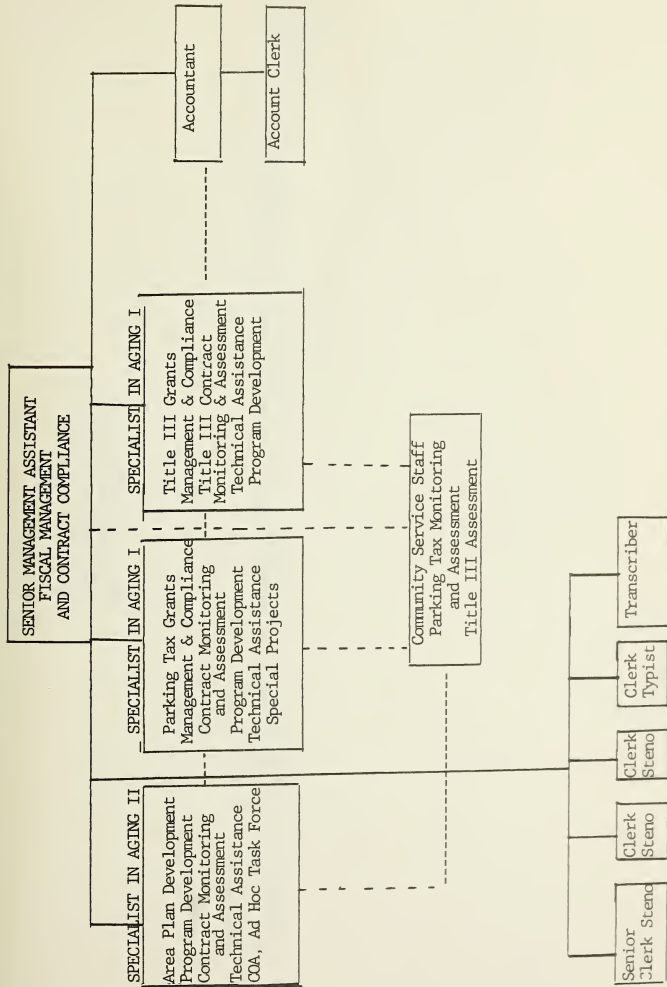 SENIOR MANAGEMENT ASSISTANT
FISCAL MANAGEMENT
AND CONTRACT COMPLIANCE
SPECIALIST IN AGING II
Area Plan Development
Program Development
Contract Monitoring
and Assessment
Technical Assistance
COA, Ad Hoc Task Force
SPECIALIST IN AGING I
Parking Tax Grants
Management & Compliance
Contract Monitoring
and Assessment
Program Development
Technical Assistance
Special Projects
SPECIALIST IN AGING I
Title III Grants
Management & Compliance
Title III Contract
Monitoring & Assessment
Technical Assistance
Program Development
Accountant
Account Clerk
Community Service Staff
Parking Tax Monitoring
and Assessment
Title III Assessment
Senior
Clerk Steno
Clerk
Steno
Clerk
Steno
Clerk
Typist
Transcriber